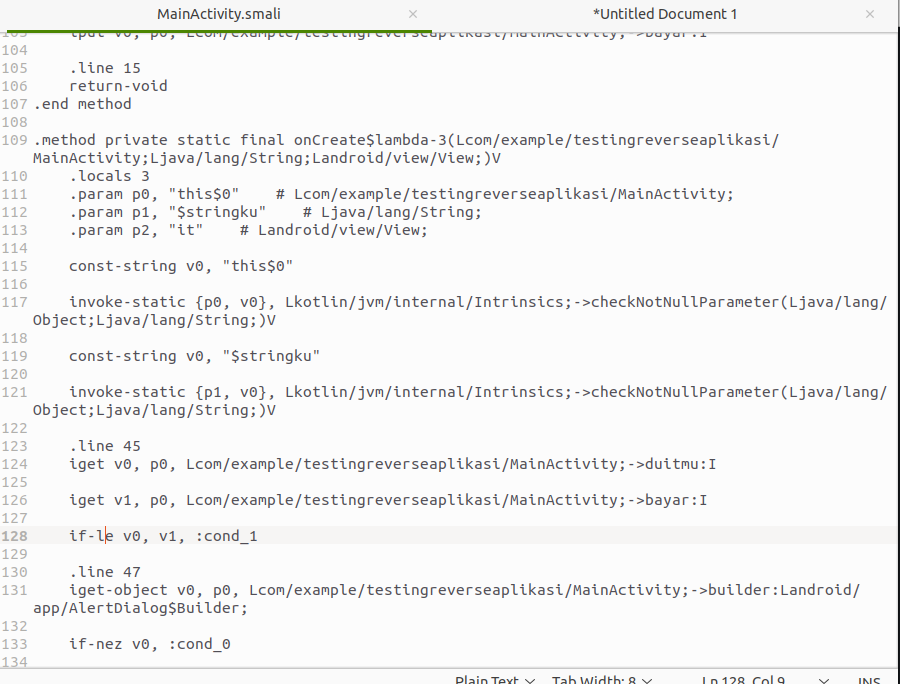 MainActivity.smali ×
*Untitled Document 1 ×
103 iput v0, p0, Lcom/example/testingreverseaplikasi/MainActivity;->bayar:I
104
105 .line 15
106 return-void
107 .end method
108
109 .method private static final onCreate$lambda-3(Lcom/example/testingreverseaplikasi/
MainActivity;Ljava/lang/String;Landroid/view/View;)V
110 .locals 3
111 .param p0, "this$0" # Lcom/example/testingreverseaplikasi/MainActivity;
112 .param p1, "$stringku" # Ljava/lang/String;
113 .param p2, "it" # Landroid/view/View;
114
115 const-string v0, "this$0"
116
117 invoke-static {p0, v0}, Lkotlin/jvm/internal/Intrinsics;->checkNotNullParameter(Ljava/lang/
Object;Ljava/lang/String;)V
118
119 const-string v0, "$stringku"
120
121 invoke-static {p1, v0}, Lkotlin/jvm/internal/Intrinsics;->checkNotNullParameter(Ljava/lang/
Object;Ljava/lang/String;)V
122
123 .line 45
124 iget v0, p0, Lcom/example/testingreverseaplikasi/MainActivity;->duitmu:I
125
126 iget v1, p0, Lcom/example/testingreverseaplikasi/MainActivity;->bayar:I
127
128 if-le v0, v1, :cond_1
129
130 .line 47
131 iget-object v0, p0, Lcom/example/testingreverseaplikasi/MainActivity;->builder:Landroid/
app/AlertDialog$Builder;
132
133 if-nez v0, :cond_0
134
Plain Text Tab Width: 8 Ln 128, Col 9 INS